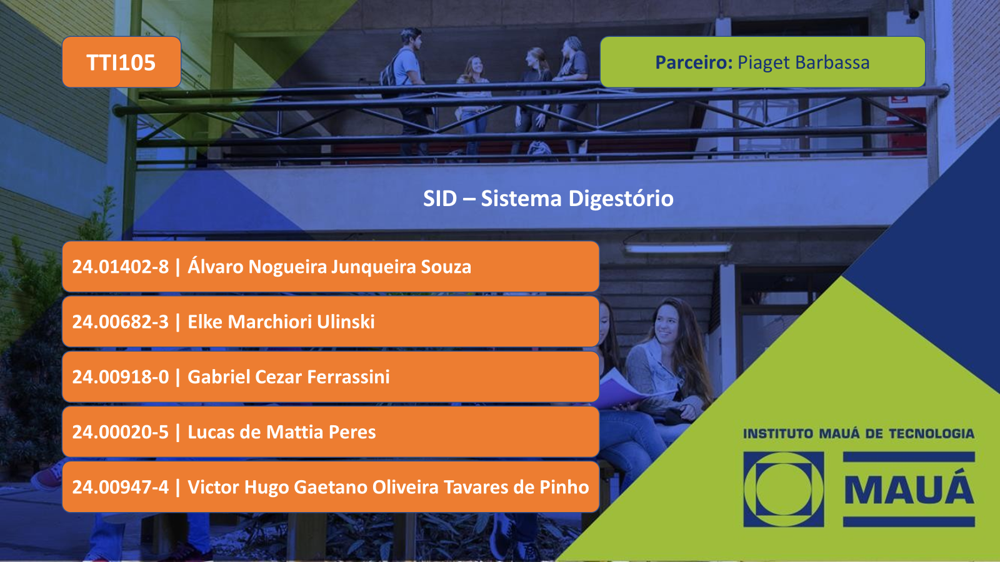 TTI105
Parceiro: Piaget Barbassa
SID – Sistema Digestório
24.01402-8 | Álvaro Nogueira Junqueira Souza
24.00682-3 | Elke Marchiori Ulinski
24.00918-0 | Gabriel Cezar Ferrassini
24.00020-5 | Lucas de Mattia Peres
24.00947-4 | Victor Hugo Gaetano Oliveira Tavares de Pinho
INSTITUTO MAUÁ DE TECNOLOGIA
MAUÁ